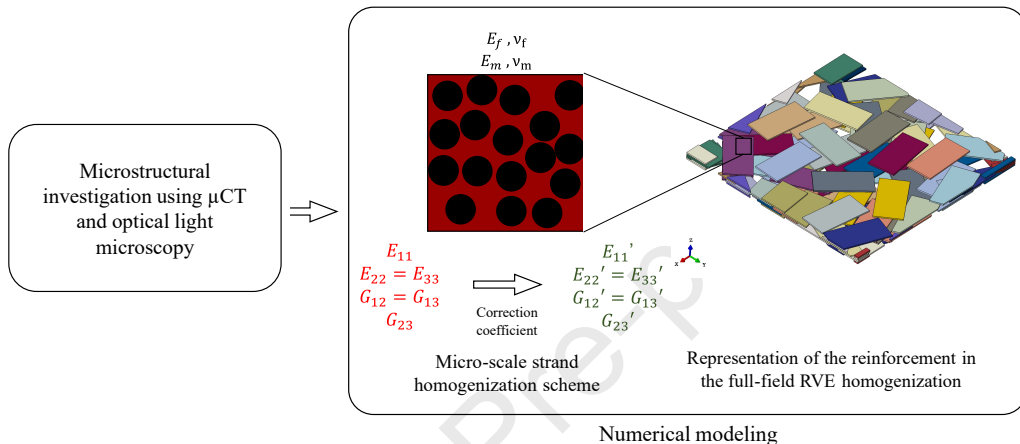 Microstructural
investigation using µCT
and optical light
microscopy
E_f , ν_f
E_m , ν_m
E_11
E_22 = E_33
G_12 = G_13
G_23
Correction
coefficient
E_11'
E_22' = E_33'
G_12' = G_13'
G_23'
Micro-scale strand
homogenization scheme
Z
X
Y
Representation of the reinforcement in
the full-field RVE homogenization
Numerical modeling
Pre-p